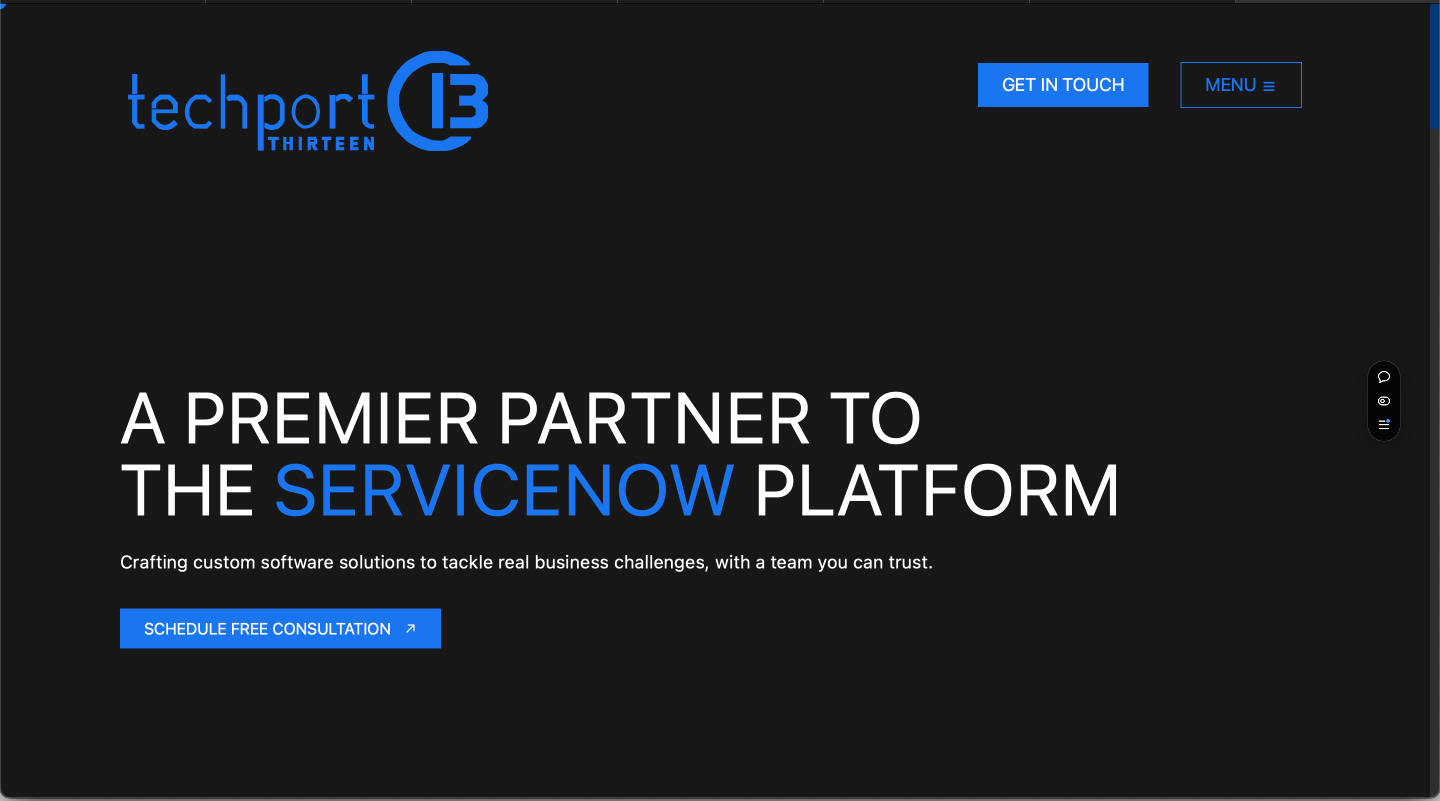 techport
THIRTEEN
13
GET IN TOUCH
MENU
A PREMIER PARTNER TO
THE SERVICENOW PLATFORM
Crafting custom software solutions to tackle real business challenges, with a team you can trust.
SCHEDULE FREE CONSULTATION